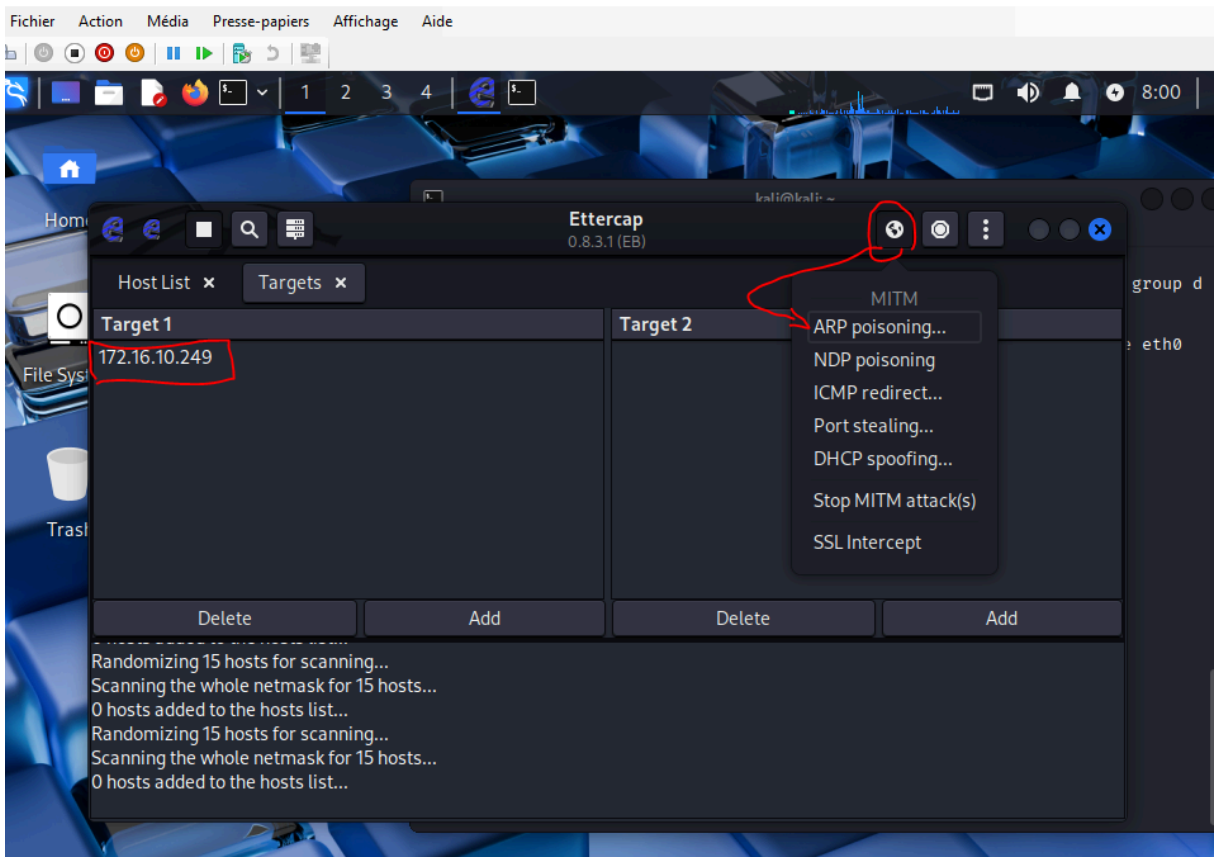 Fichier Action Média Presse-papiers Affichage Aide
1 2 3 4 8:00
kali@kali: ~
Home
Ettercap
0.8.3.1 (EB)
Host List × Targets ×
MITM
group d
Target 1 Target 2
ARP poisoning...
172.16.10.249
e eth0
NDP poisoning
File Sys
ICMP redirect...
Port stealing...
DHCP spoofing...
Stop MITM attack(s)
Trash
SSL Intercept
Delete Add Delete Add
Randomizing 15 hosts for scanning...
Scanning the whole netmask for 15 hosts...
0 hosts added to the hosts list...
Randomizing 15 hosts for scanning...
Scanning the whole netmask for 15 hosts...
0 hosts added to the hosts list...